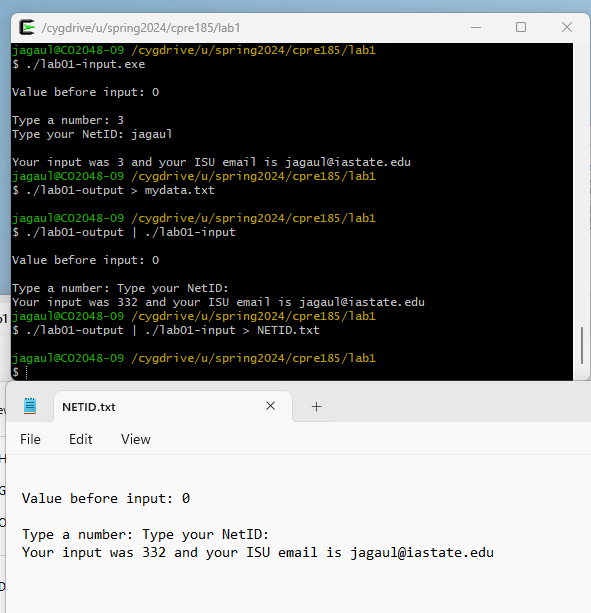 /cygdrive/u/spring2024/cpre185/lab1
jagaul@CO2048-09 /cygdrive/u/spring2024/cpre185/lab1
$ ./lab01-input.exe
Value before input: 0
Type a number: 3
Type your NetID: jagaul
Your input was 3 and your ISU email is jagaul@iastate.edu
jagaul@CO2048-09 /cygdrive/u/spring2024/cpre185/lab1
$ ./lab01-output > mydata.txt
jagaul@CO2048-09 /cygdrive/u/spring2024/cpre185/lab1
$ ./lab01-output | ./lab01-input
Value before input: 0
Type a number: Type your NetID:
Your input was 332 and your ISU email is jagaul@iastate.edu
jagaul@CO2048-09 /cygdrive/u/spring2024/cpre185/lab1
$ ./lab01-output | ./lab01-input > NETID.txt
jagaul@CO2048-09 /cygdrive/u/spring2024/cpre185/lab1
$
NETID.txt
File Edit View
Value before input: 0
Type a number: Type your NetID:
Your input was 332 and your ISU email is jagaul@iastate.edu